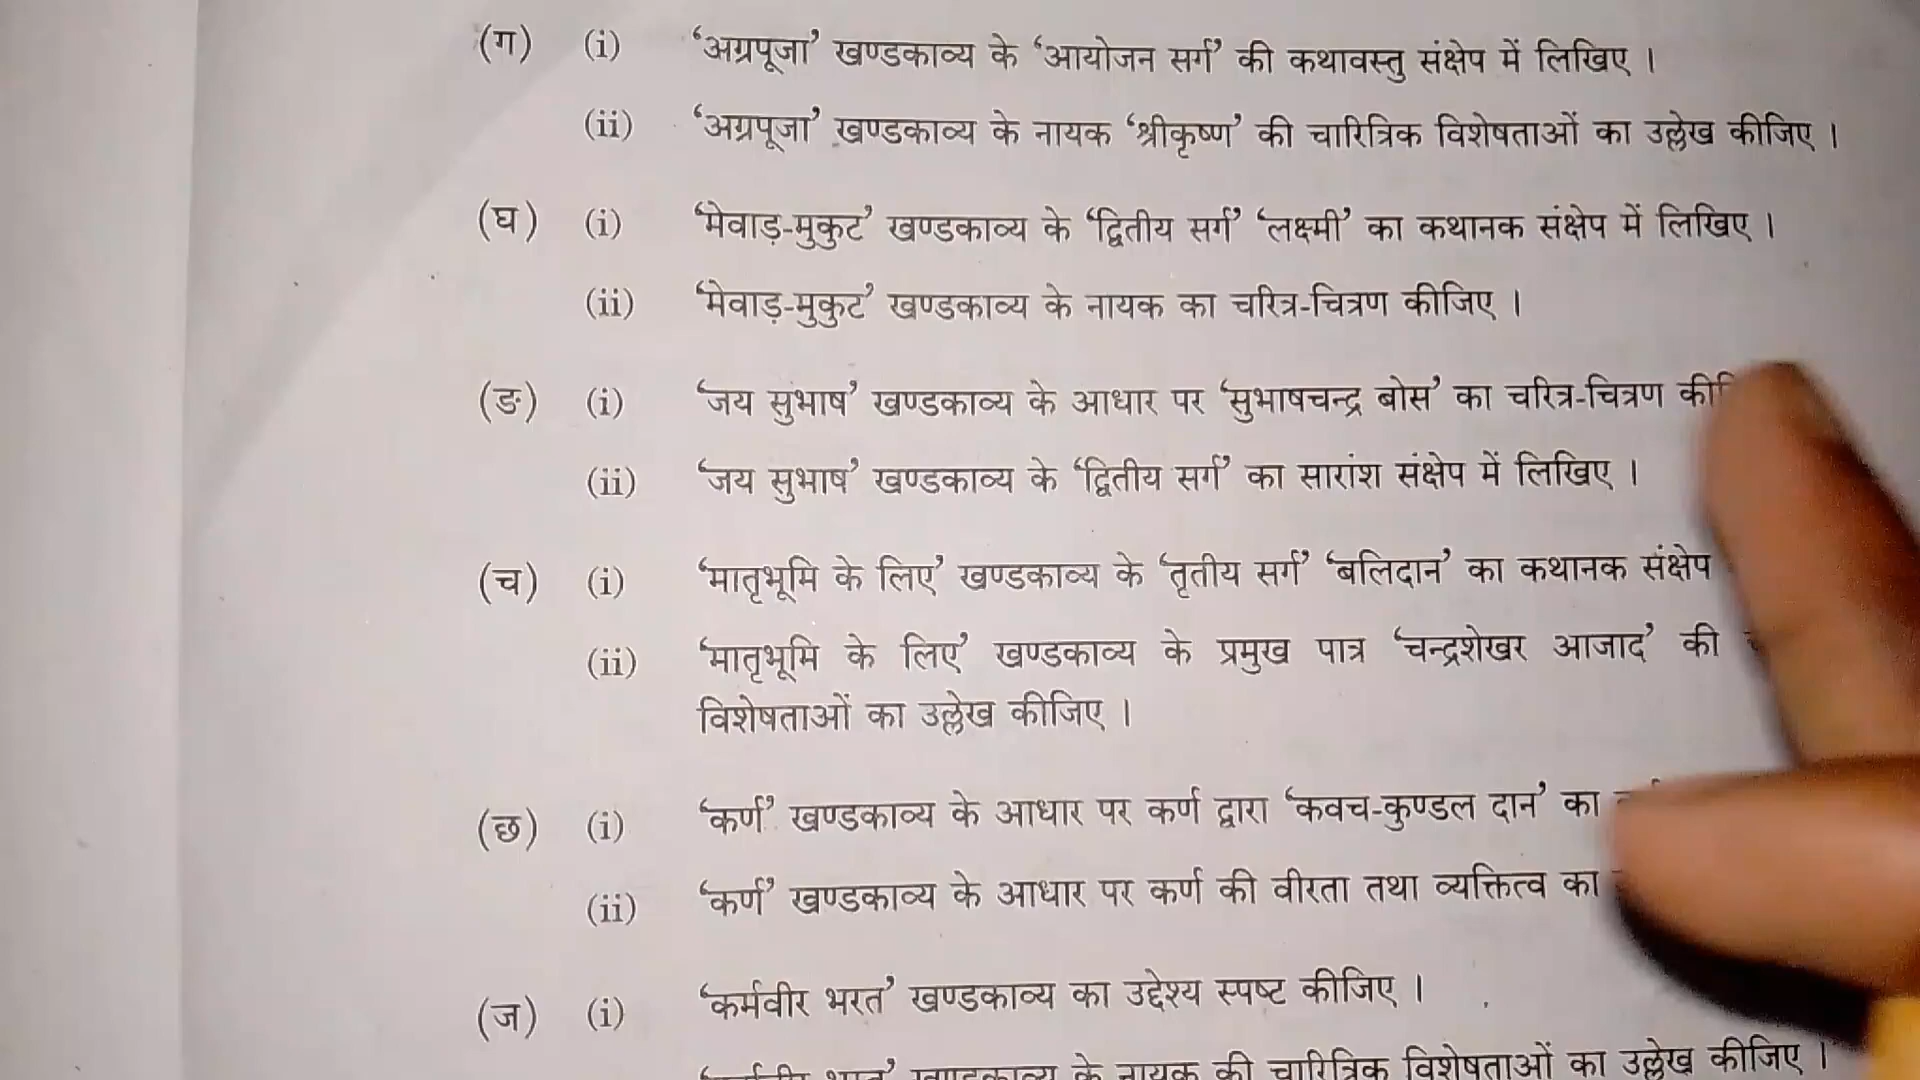 (ग) (i) ‘अग्रपूजा’ खण्डकाव्य के ‘आयोजन सर्ग’ की कथावस्तु संक्षेप में लिखिए ।
(ii) ‘अग्रपूजा’ खण्डकाव्य के नायक ‘श्रीकृष्ण’ की चारित्रिक विशेषताओं का उल्लेख कीजिए ।
(घ) (i) ‘मेवाड़-मुकुट’ खण्डकाव्य के ‘द्वितीय सर्ग’ ‘लक्ष्मी’ का कथानक संक्षेप में लिखिए ।
(ii) ‘मेवाड़-मुकुट’ खण्डकाव्य के नायक का चरित्र-चित्रण कीजिए ।
(ङ) (i) ‘जय सुभाष’ खण्डकाव्य के आधार पर ‘सुभाषचन्द्र बोस’ का चरित्र-चित्रण
(ii) ‘जय सुभाष’ खण्डकाव्य के ‘द्वितीय सर्ग’ का सारांश संक्षेप में लिखिए ।
(च) (i) ‘मातृभूमि के लिए’ खण्डकाव्य के ‘तृतीय सर्ग’ ‘बलिदान’ का कथानक संक्षेप
(ii) ‘मातृभूमि के लिए’ खण्डकाव्य के प्रमुख पात्र ‘चन्द्रशेखर आजाद’ की
विशेषताओं का उल्लेख कीजिए ।
(छ) (i) ‘कर्ण’ खण्डकाव्य के आधार पर कर्ण द्वारा ‘कवच-कुण्डल दान’ का
(ii) ‘कर्ण’ खण्डकाव्य के आधार पर कर्ण की वीरता तथा व्यक्तित्व का
(ज) (i) ‘कर्मवीर भरत’ खण्डकाव्य का उद्देश्य स्पष्ट कीजिए ।
के नायक की चारित्रिक विशेषताओं का उल्लेख कीजिए ।